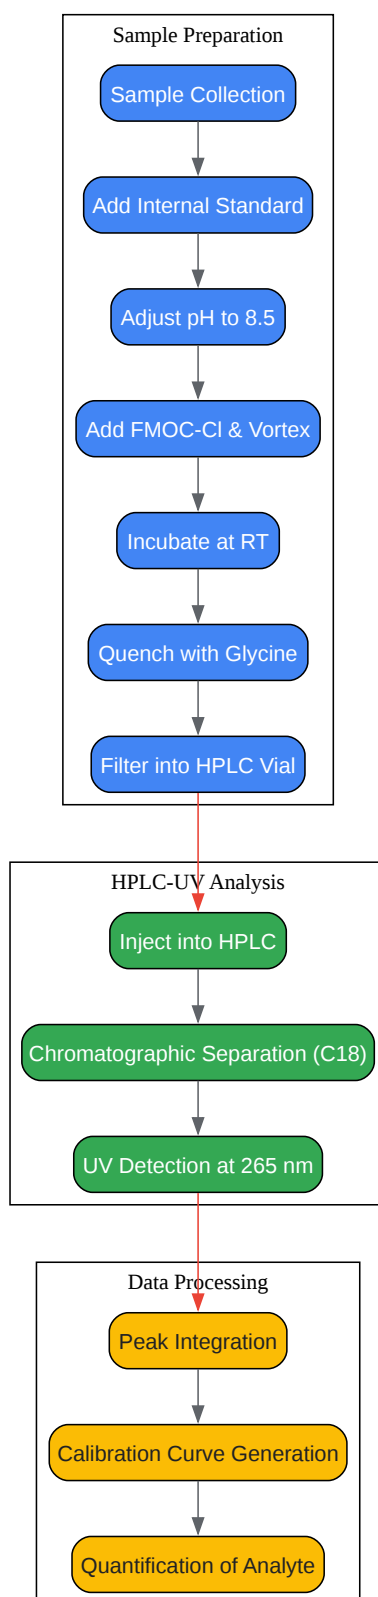 Sample Preparation
Sample Collection
Add Internal Standard
Adjust pH to 8.5
Add FMOC-Cl & Vortex
Incubate at RT
Quench with Glycine
Filter into HPLC Vial
HPLC-UV Analysis
Inject into HPLC
Chromatographic Separation (C18)
UV Detection at 265 nm
Data Processing
Peak Integration
Calibration Curve Generation
Quantification of Analyte